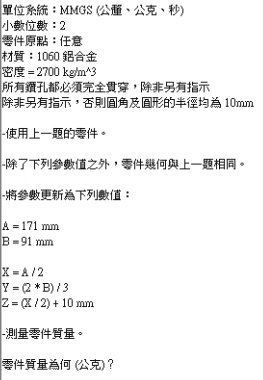 單位系統：MMGS (公釐、公克、秒)
小數位數：2
零件原點：任意
材質：1060 鋁合金
密度 = 2700 kg/m^3
所有鑽孔都必須完全貫穿，除非另有指示
除非另有指示，否則圓角及圓形的半徑均為 10mm
-使用上一題的零件。
-除了下列參數值之外，零件幾何與上一題相同。
-將參數更新為下列數值：
A = 171 mm
B = 91 mm
X = A / 2
Y = (2 * B) / 3
Z = (X / 2) + 10 mm
-測量零件質量。
零件質量為何 (公克)？